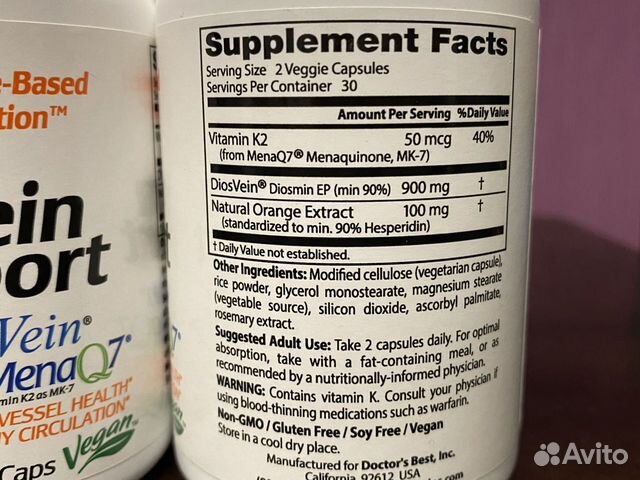 e-Based
tion™
ein
port
Vein®
MenaQ7®
min K2 as MK-7
VESSEL HEALTH*
Y CIRCULATION*
Vegan™
Caps
Supplement Facts
Serving Size 2 Veggie Capsules
Servings Per Container 30
Amount Per Serving %Daily Value
Vitamin K2 50 mcg 40%
(from MenaQ7® Menaquinone, MK-7)
DiosVein® Diosmin EP (min 90%) 900 mg †
Natural Orange Extract 100 mg †
(standardized to min. 90% Hesperidin)
† Daily Value not established.
Other Ingredients: Modified cellulose (vegetarian capsule),
rice powder, glycerol monostearate, magnesium stearate
(vegetable source), silicon dioxide, ascorbyl palmitate,
rosemary extract.
Suggested Adult Use: Take 2 capsules daily. For optimal
absorption, take with a fat-containing meal, or as
recommended by a nutritionally-informed physician.
WARNING: Contains vitamin K. Consult your physician if
using blood-thinning medications such as warfarin.
Non-GMO / Gluten Free / Soy Free / Vegan
Store in a cool dry place.
Manufactured for Doctor's Best, Inc.
California, 92612 USA
Avito